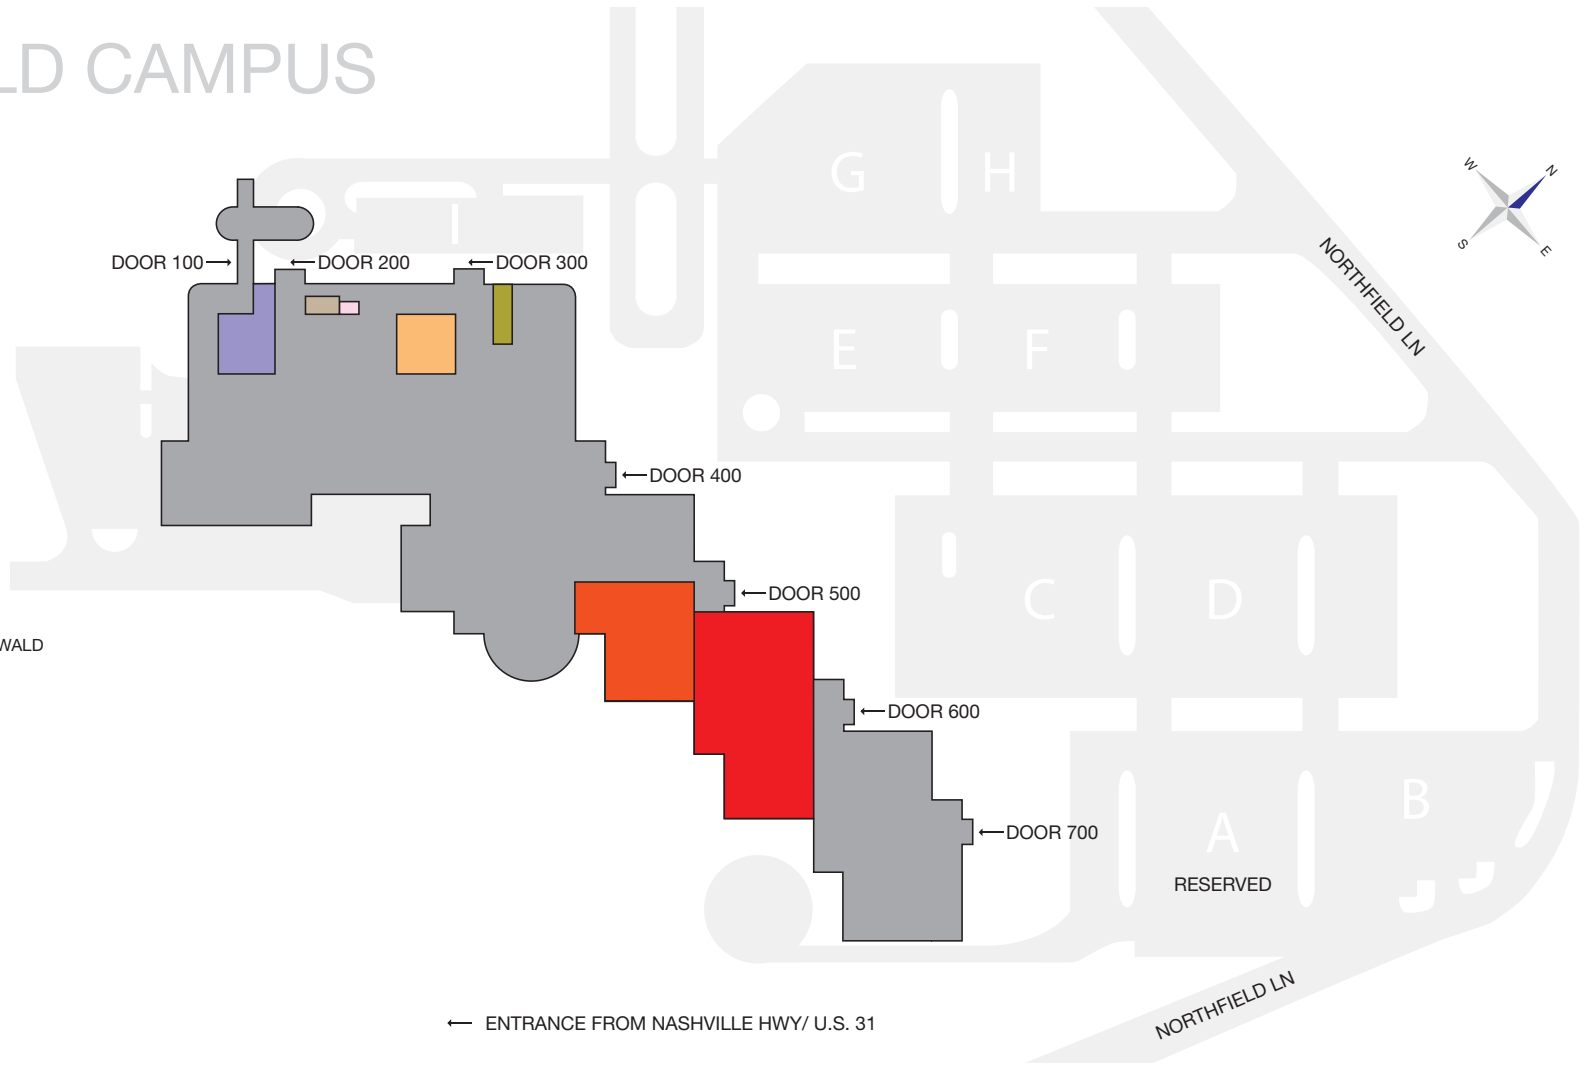 LD CAMPUS
G
H
I
W
N
S
E
DOOR 100
DOOR 200
DOOR 300
NORTHFIELD LN
E
F
DOOR 400
C
D
DOOR 500
WALD
DOOR 600
B
A
DOOR 700
RESERVED
NORTHFIELD LN
ENTRANCE FROM NASHVILLE HWY/ U.S. 31